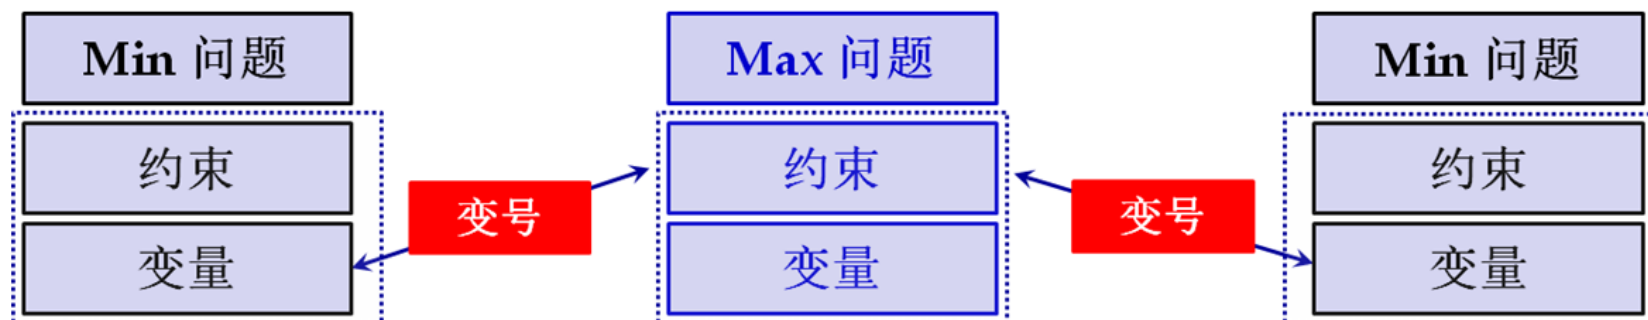 Min 问题
Max 问题
Min 问题
约束
变号
约束
变号
约束
变量
变量
变量